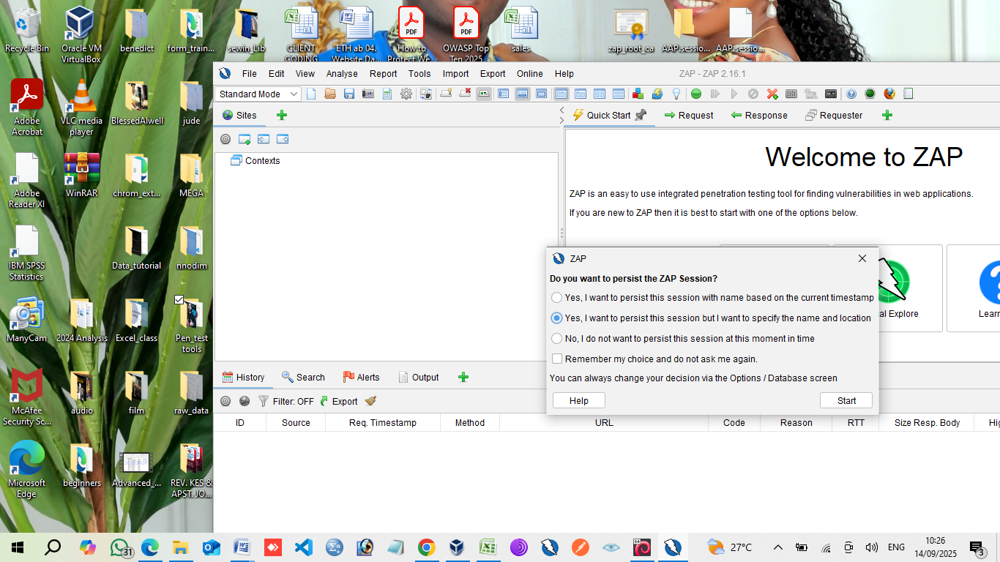 Recycle Bin
Oracle VM
VirtualBox
benedict
form_train...
sewin_Lib
CLIENT
CODING
ETH ab 04.
Website Da...
PDF
How to
Protect We...
PDF
OWASP Top
Ten 2025
sales
zap_root_ca
AAP.sessio...
AAP.sessio...
Adobe
Acrobat
VLC media
player
BlessedAlwell
jude
Adobe
Reader XI
WinRAR
chrom_ext...
MEGA
IBM SPSS
Statistics
Data_tutorial
nnodim
ManyCam
2024 Analysis
Excel_class
Pen_test
tools
McAfee
Security Sc...
audio
film
raw_data
Microsoft
Edge
beginners
Advanced_...
REV. KES &
APST. JO...
File Edit View Analyse Report Tools Import Export Online Help
ZAP - ZAP 2.16.1
Standard Mode
Sites
Quick Start
Request
Response
Requester
Contexts
Welcome to ZAP
ZAP is an easy to use integrated penetration testing tool for finding vulnerabilities in web applications.
If you are new to ZAP then it is best to start with one of the options below.
al Explore
Learn
ZAP
Do you want to persist the ZAP Session?
Yes, I want to persist this session with name based on the current timestamp
Yes, I want to persist this session but I want to specify the name and location
No, I do not want to persist this session at this moment in time
Remember my choice and do not ask me again.
You can always change your decision via the Options / Database screen
Help
Start
History
Search
Alerts
Output
Filter: OFF
Export
ID Source Req. Timestamp Method URL Code Reason RTT Size Resp. Body Hig
31
27°C
ENG
10:26
14/09/2025
3